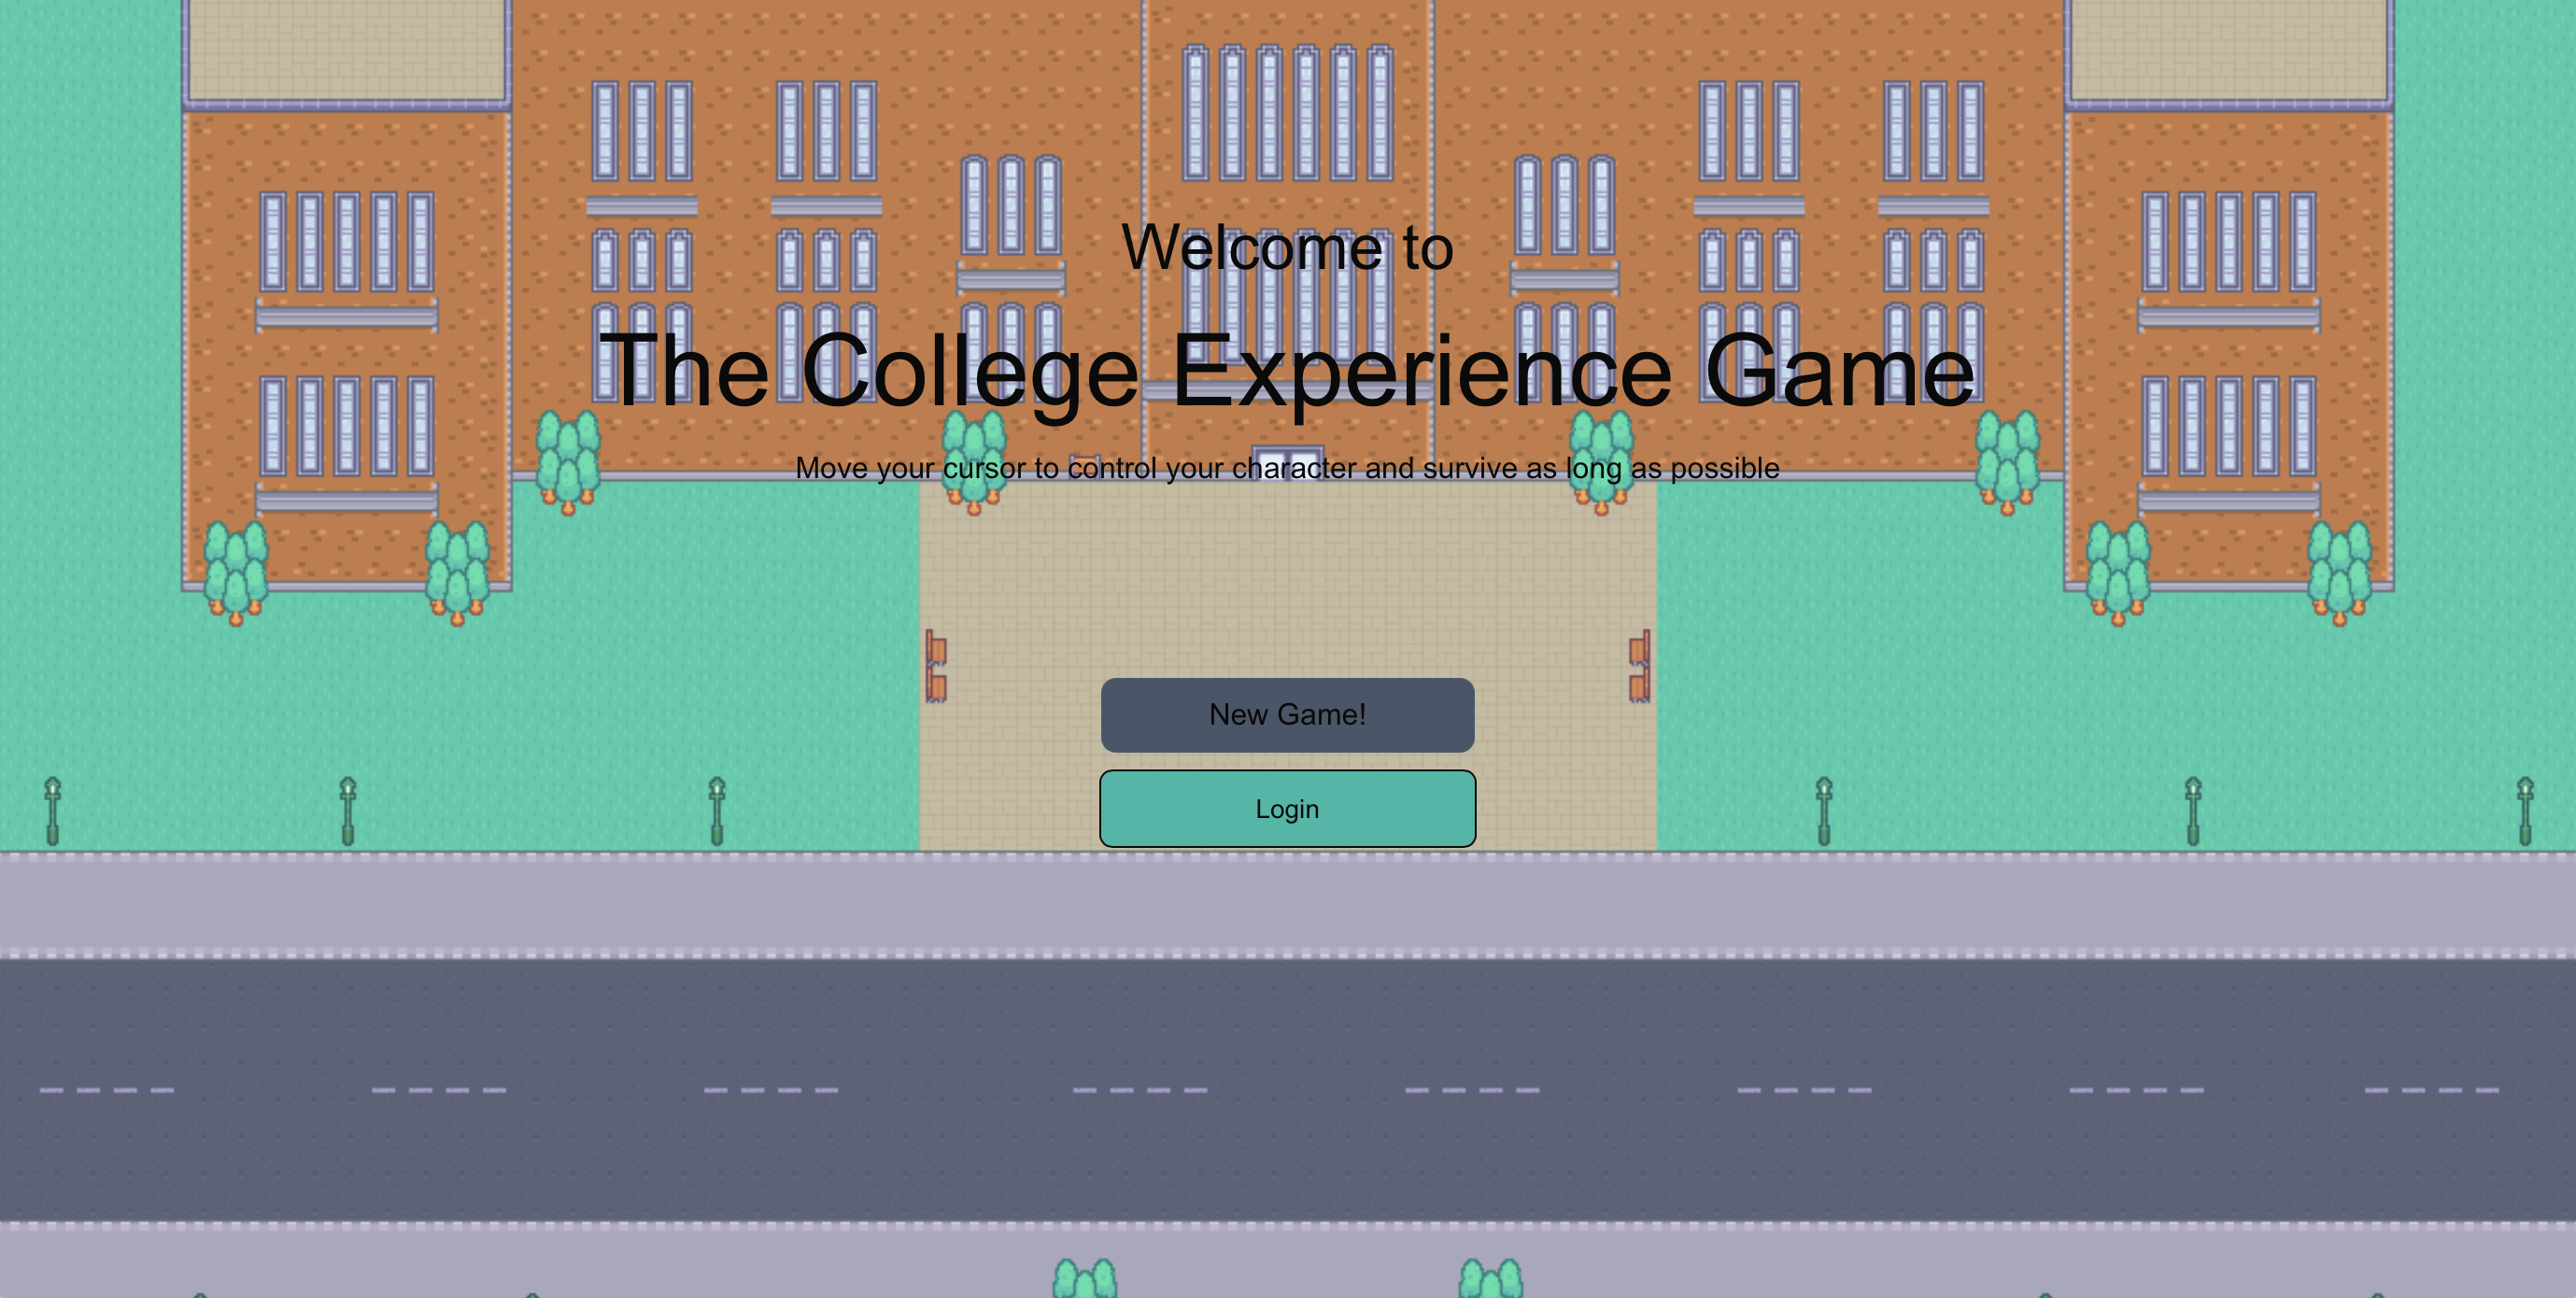 Welcome to
The College Experience Game
Move your cursor to control your character and survive as long as possible
New Game!
Login